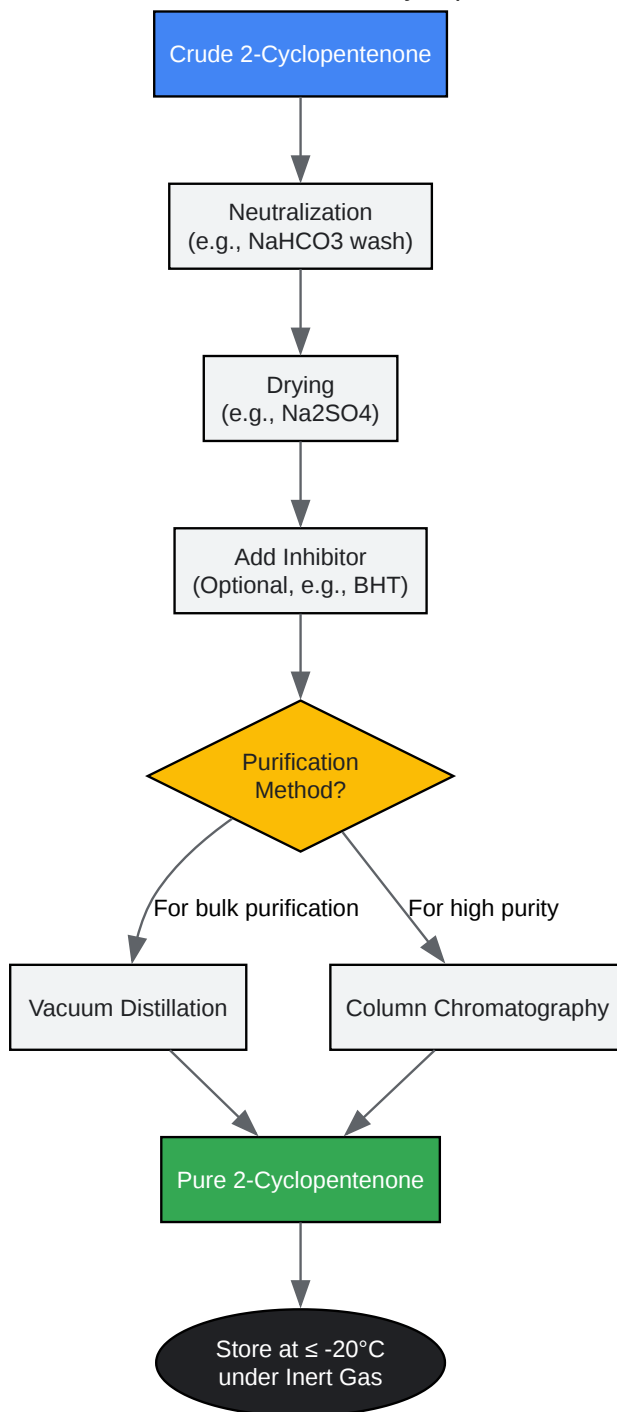 Crude 2-Cyclopentenone
Neutralization
(e.g., NaHCO3 wash)
Drying
(e.g., Na2SO4)
Add Inhibitor
(Optional, e.g., BHT)
Purification
Method?
For bulk purification
For high purity
Vacuum Distillation
Column Chromatography
Pure 2-Cyclopentenone
Store at ≤ -20°C
under Inert Gas